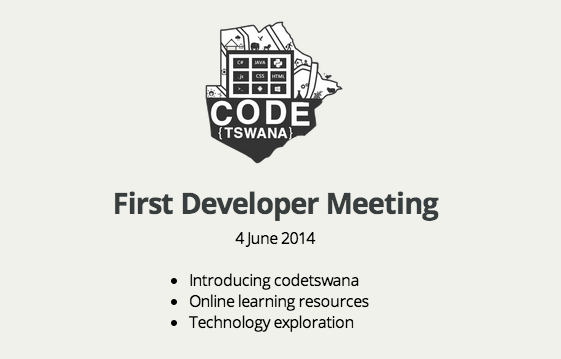 C# JAVA
.js CSS HTML
>_
CODE
{TSWANA}
First Developer Meeting
4 June 2014
• Introducing codetswana
• Online learning resources
• Technology exploration